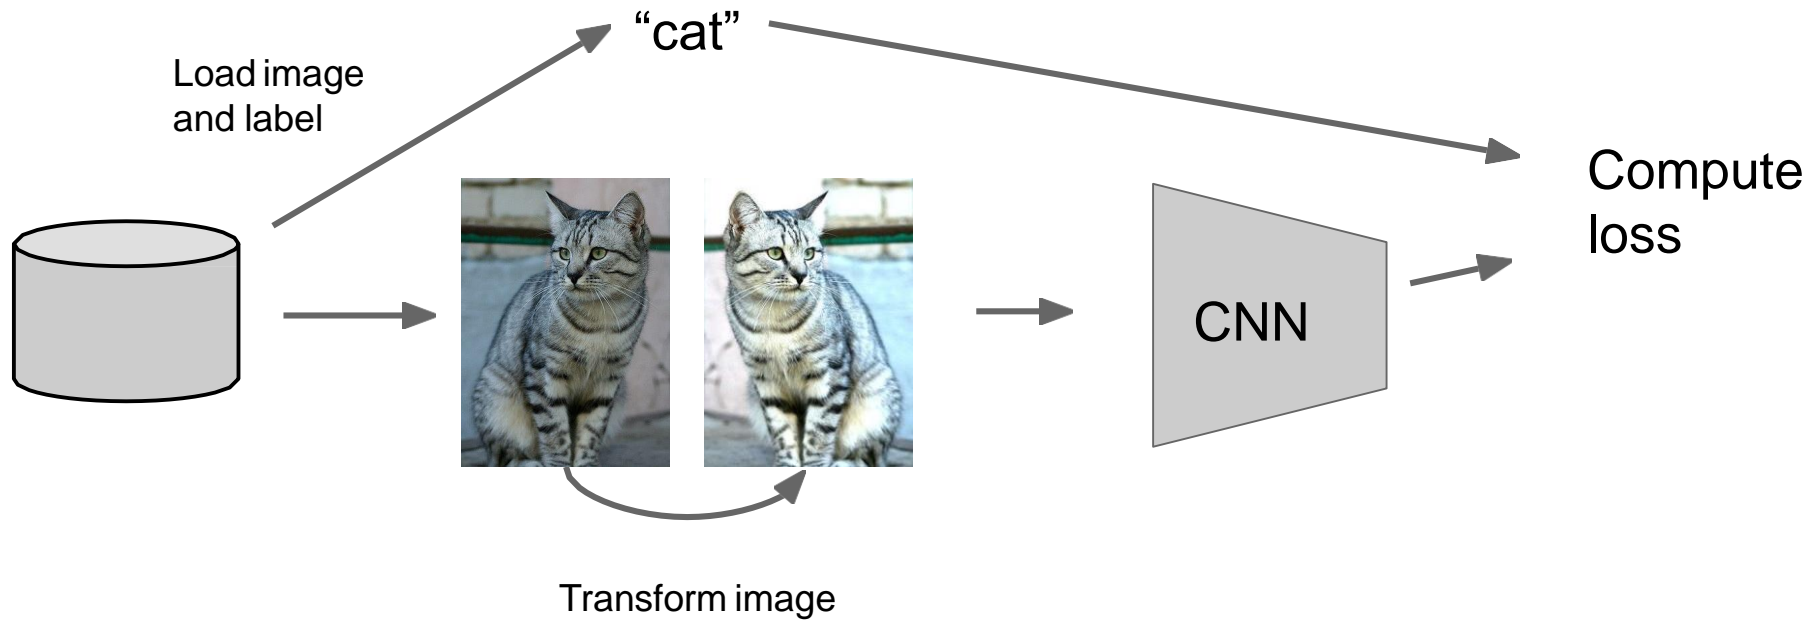 “cat”
Load image
and label
Compute
loss
CNN
Transform image